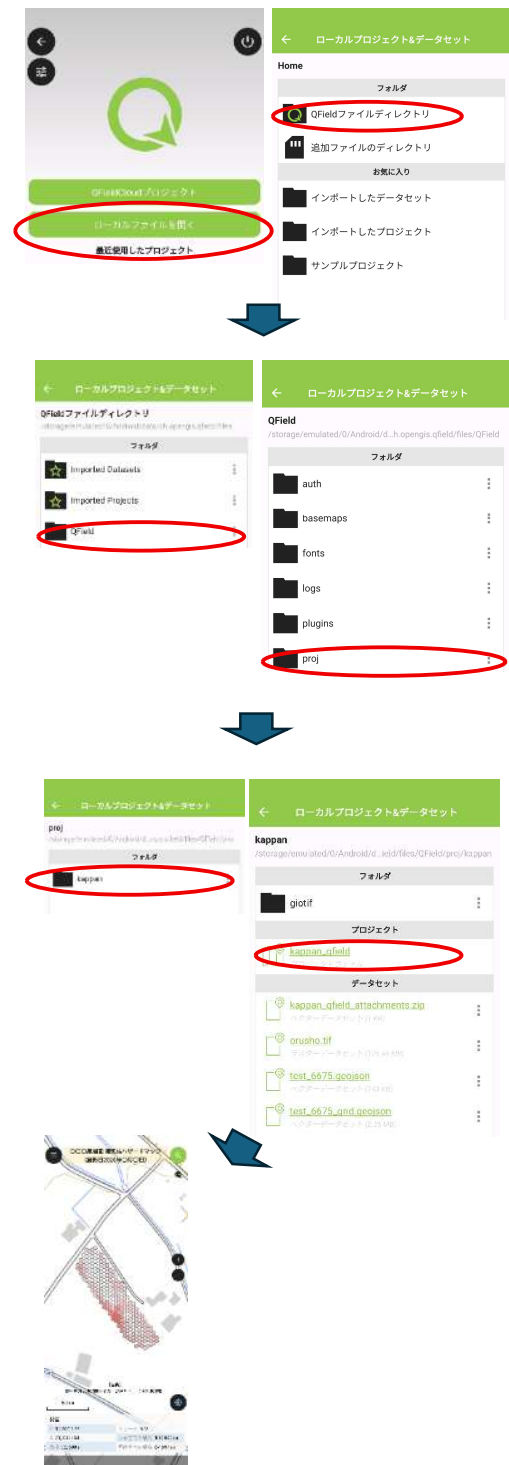 QFieldCloudプロジェクト
ローカルファイルを開く
最近使用したプロジェクト
ローカルプロジェクト&データセット
Home
フォルダ
QFieldファイルディレクトリ
追加ファイルのディレクトリ
お気に入り
インポートしたデータセット
インポートしたプロジェクト
サンプルプロジェクト
ローカルプロジェクト&データセット
QFieldファイルディレクトリ
フォルダ
Imported Datasets
Imported Projects
QField
ローカルプロジェクト&データセット
QField
/storage/emulated/0/Android/d...h.opengis.qfield/files/QField
フォルダ
auth
basemaps
fonts
logs
plugins
proj
ローカルプロジェクト&データセット
proj
フォルダ
kappan
ローカルプロジェクト&データセット
kappan
/storage/emulated/0/Android/d...ield/files/QField/proj/kappan
フォルダ
giotif
プロジェクト
kappan_qfield
データセット
kappan_qfield_attachments.zip
orusho.tif
test_6675.geojson
test_6675_grid.geojson